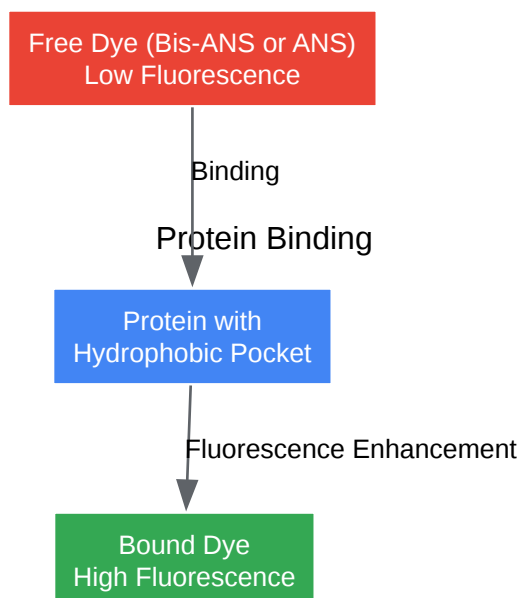 Free Dye (Bis-ANS or ANS)
Low Fluorescence
Binding
Protein Binding
Protein with
Hydrophobic Pocket
Fluorescence Enhancement
Bound Dye
High Fluorescence